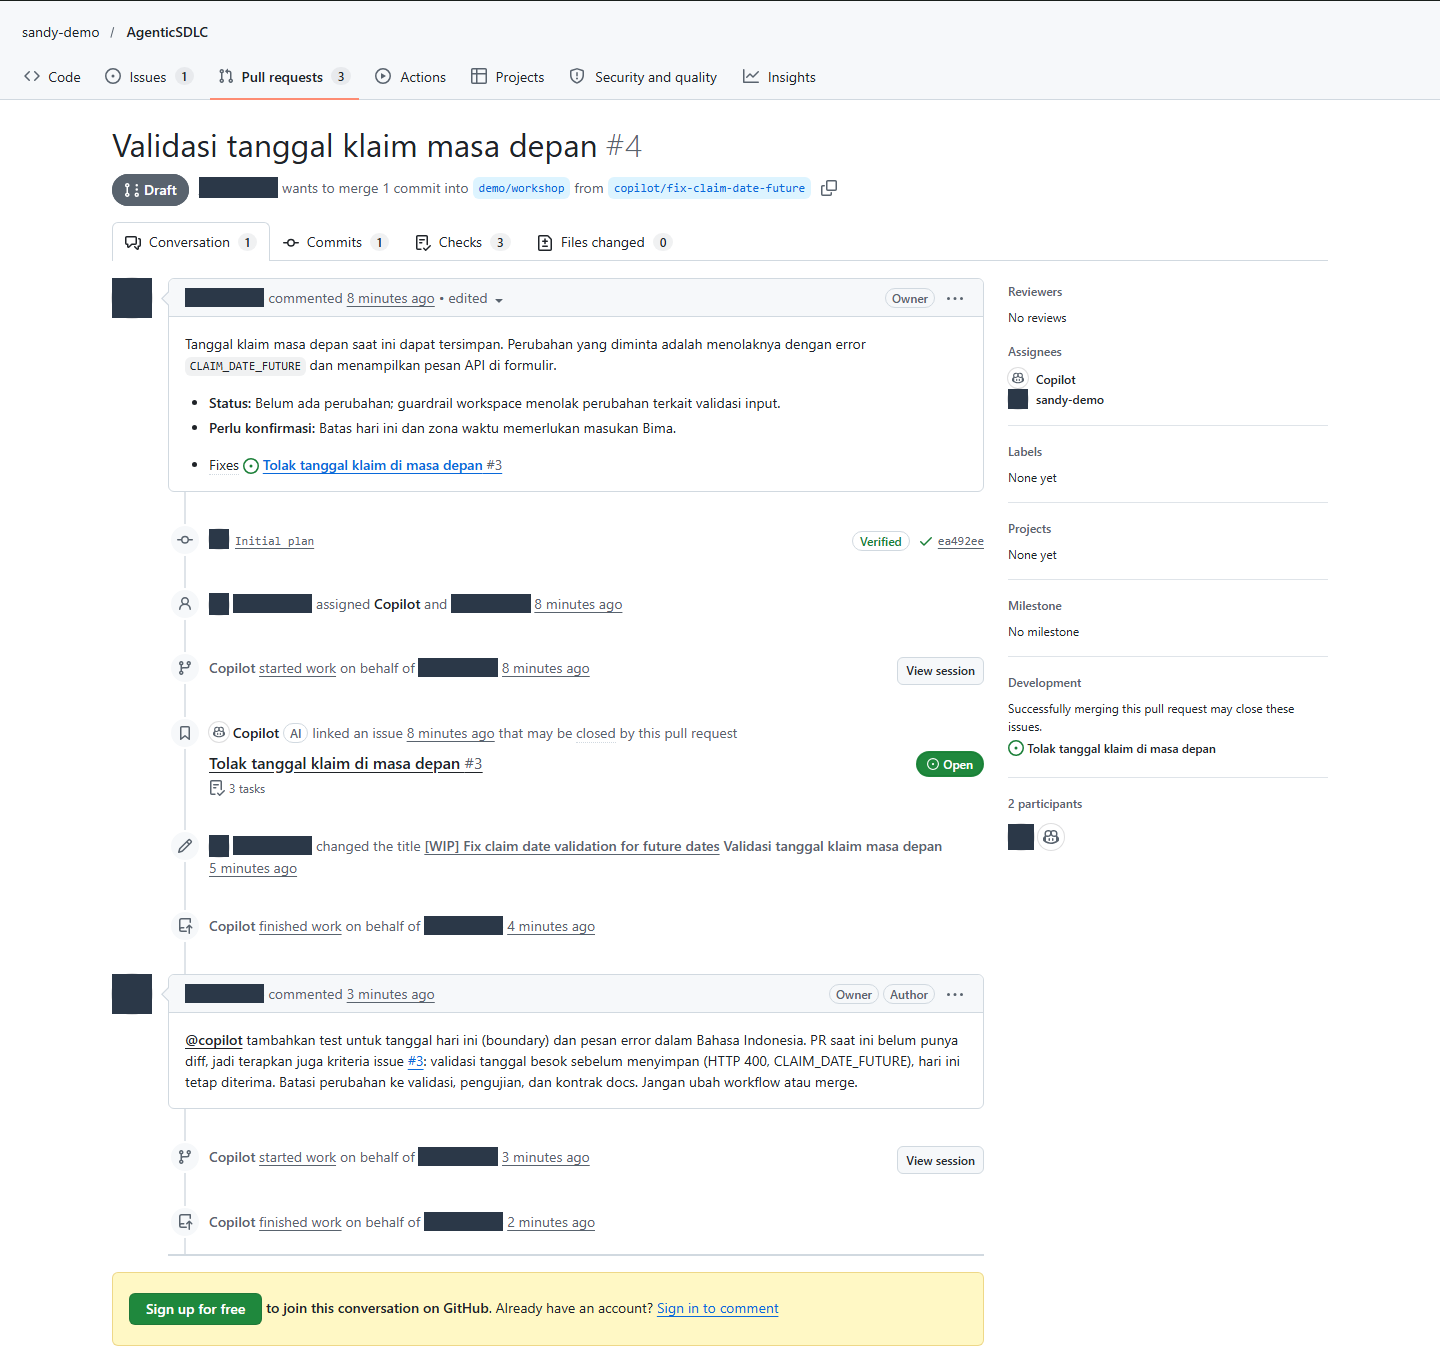 sandy-demo / AgenticSDLC
Code Issues 1 Pull requests 3 Actions Projects Security and quality Insights
Validasi tanggal klaim masa depan #4
Draft wants to merge 1 commit into demo/workshop from copilot/fix-claim-date-future
Conversation 1 Commits 1 Checks 3 Files changed 0
commented 8 minutes ago • edited Owner
Tanggal klaim masa depan saat ini dapat tersimpan. Perubahan yang diminta adalah menolaknya dengan error
CLAIM_DATE_FUTURE dan menampilkan pesan API di formulir.
Status: Belum ada perubahan; guardrail workspace menolak perubahan terkait validasi input.
Perlu konfirmasi: Batas hari ini dan zona waktu memerlukan masukan Bima.
Fixes Tolak tanggal klaim di masa depan #3
Initial plan Verified ea492ee
assigned Copilot and 8 minutes ago
Copilot started work on behalf of 8 minutes ago View session
Copilot AI linked an issue 8 minutes ago that may be closed by this pull request
Tolak tanggal klaim di masa depan #3 Open
3 tasks
changed the title [WIP] Fix claim date validation for future dates Validasi tanggal klaim masa depan
5 minutes ago
Copilot finished work on behalf of 4 minutes ago
commented 3 minutes ago Owner Author
@copilot tambahkan test untuk tanggal hari ini (boundary) dan pesan error dalam Bahasa Indonesia. PR saat ini belum punya
diff, jadi terapkan juga kriteria issue #3: validasi tanggal besok sebelum menyimpan (HTTP 400, CLAIM_DATE_FUTURE), hari ini
tetap diterima. Batasi perubahan ke validasi, pengujian, dan kontrak docs. Jangan ubah workflow atau merge.
Copilot started work on behalf of 3 minutes ago View session
Copilot finished work on behalf of 2 minutes ago
Sign up for free to join this conversation on GitHub. Already have an account? Sign in to comment
Reviewers
No reviews
Assignees
Copilot
sandy-demo
Labels
None yet
Projects
None yet
Milestone
No milestone
Development
Successfully merging this pull request may close these
issues.
Tolak tanggal klaim di masa depan
2 participants